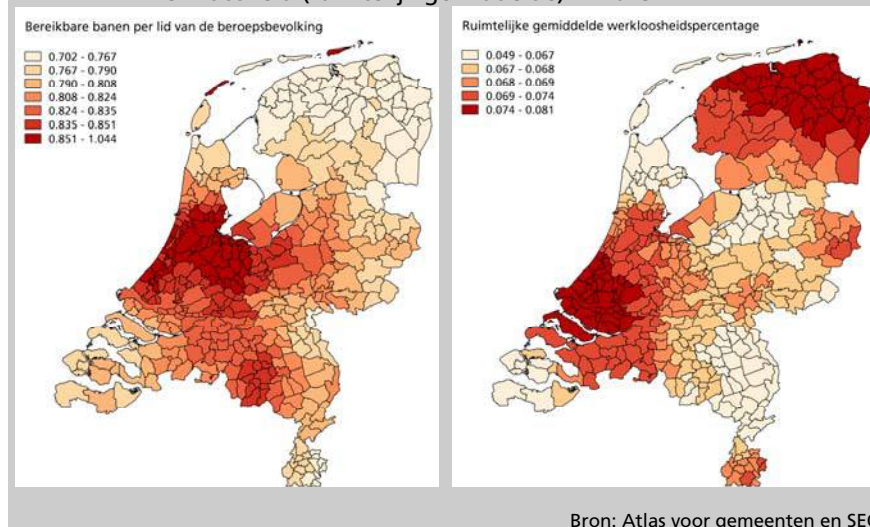 Bereikbare banen per lid van de beroepsbevolking
0.702 - 0.767
0.767 - 0.790
0.790 - 0.808
0.808 - 0.824
0.824 - 0.835
0.835 - 0.851
0.851 - 1.044
Ruimtelijke gemiddelde werkloosheidspercentage
0.049 - 0.067
0.067 - 0.068
0.068 - 0.069
0.069 - 0.074
0.074 - 0.081
Bron: Atlas voor gemeenten en SEO